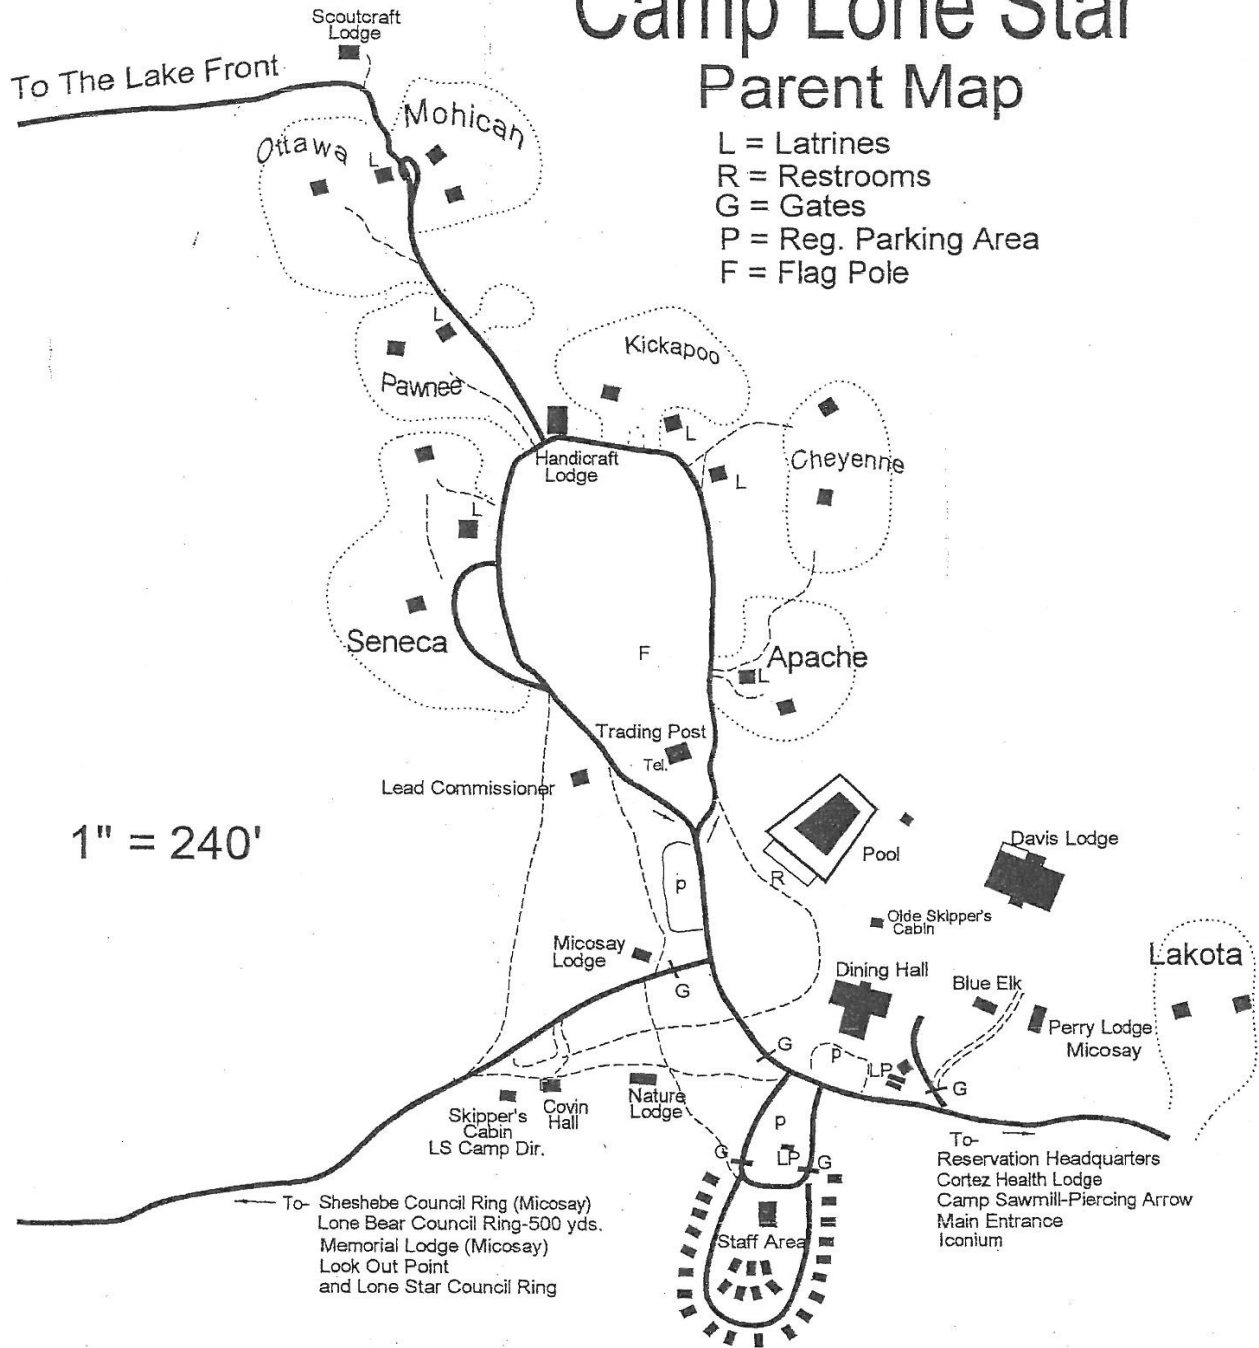 Camp Lone Star
Parent Map
L = Latrines
R = Restrooms
G = Gates
P = Reg. Parking Area
F = Flag Pole
Scoutcraft
Lodge
To The Lake Front
Mohican
Ottawa
L
L
Pawnee
Kickapoo
L
Handicraft
Lodge
Cheyenne
L
L
Seneca
F
Apache
L
Trading Post
Tel.
Lead Commissioner
1" = 240'
Pool
R
Davis Lodge
p
Olde Skipper's
Cabin
Micosay
Lodge
G
Dining Hall
Blue Elk
Lakota
Perry Lodge
Micosay
G
P
LP
G
Skipper's
Cabin
LS Camp Dir.
Covin
Hall
Nature
Lodge
P
G
LP
G
Staff Area
To-
Reservation Headquarters
Cortez Health Lodge
Camp Sawmill-Piercing Arrow
Main Entrance
Iconium
To- Sheshebe Council Ring (Micosay)
Lone Bear Council Ring-500 yds.
Memorial Lodge (Micosay)
Look Out Point
and Lone Star Council Ring